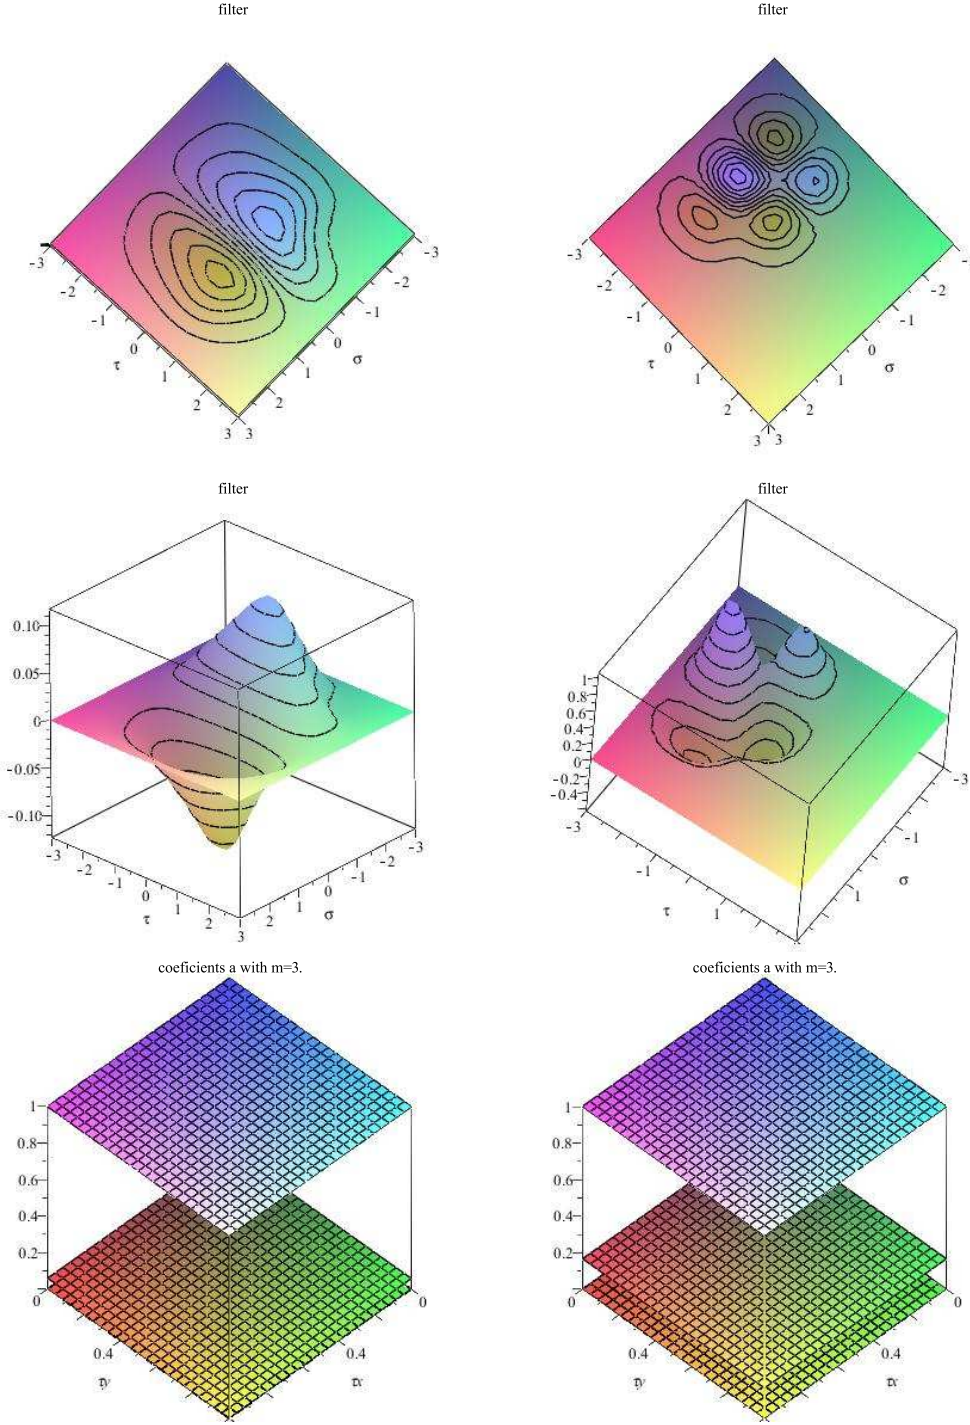 filter filter
-3 -3 -3 -
-2 -2 -2 -2
-1 -1 -1 -1
0 0 0 0
τ σ τ σ
1 1 1 1
2 2 2 2
3 3 3 3
filter filter
0.10
0.05
0
-0.05
-0.10
-3 -2 -1 0 1 2 3
τ
2 1 0 -1 -2 -3
σ
1
0.8
0.6
0.4
0.2
0
-0.2
-0.4
-3 -1 1
τ
1 -1 -3
σ
coeficients a with m=3. coeficients a with m=3.
1 1
0.8 0.8
0.6 0.6
0.4 0.4
0.2 0.2
0 0 0 0
0.4 0.4 0.4 0.4
τy τx τy τx